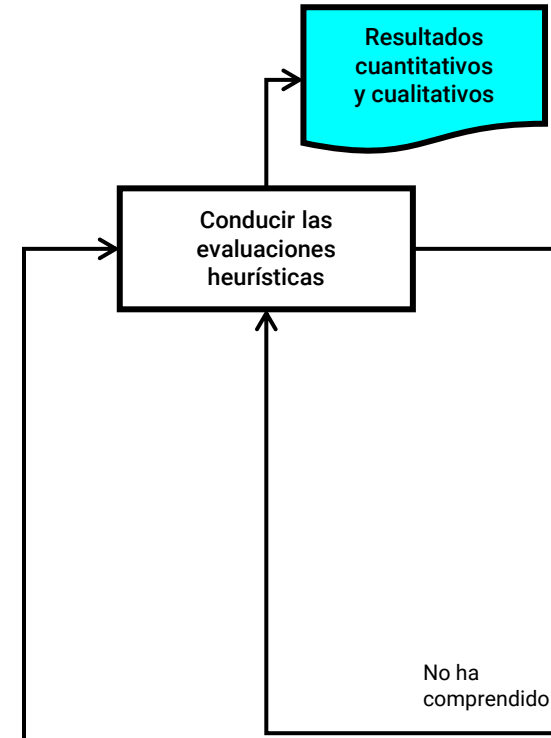 Resultados
cuantitativos
y cualitativos
Conducir las
evaluaciones
heurísticas
No ha
comprendido